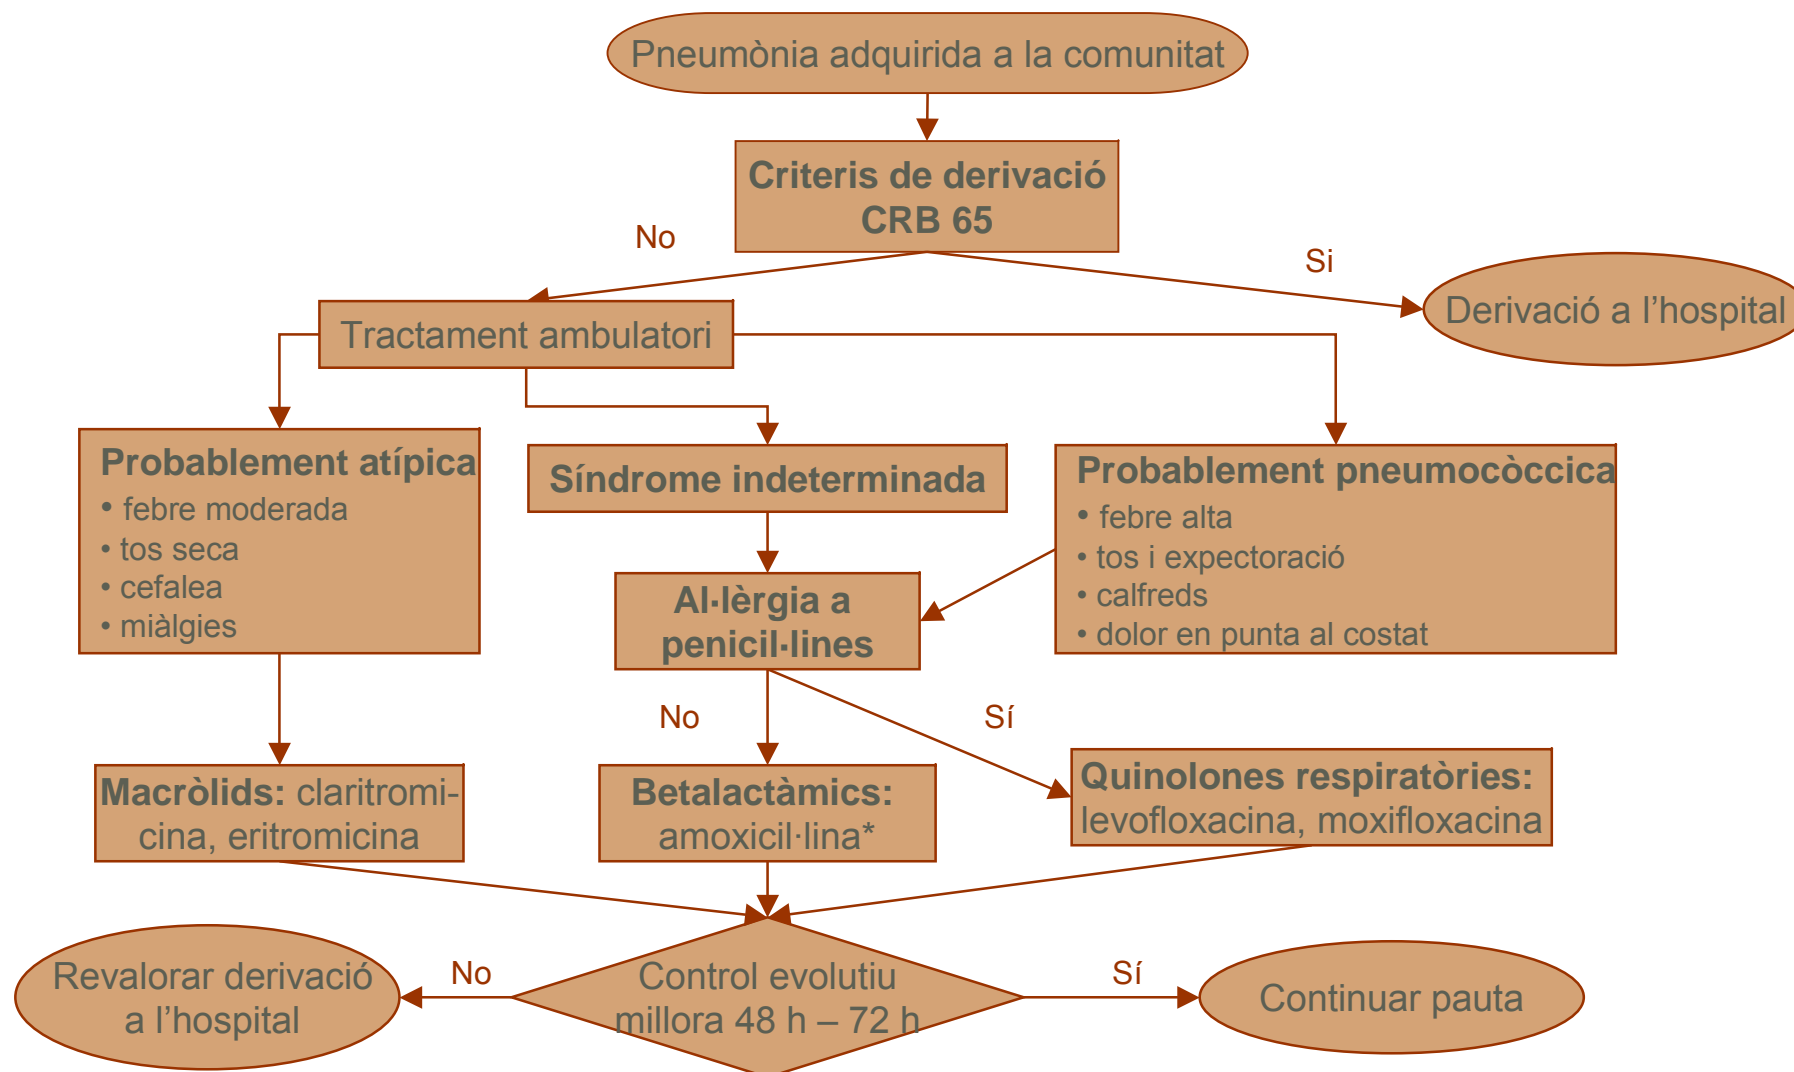 Pneumònia adquirida a la comunitat
Criteris de derivació
CRB 65
No
Si
Derivació a l’hospital
Tractament ambulatori
Probablement atípica
• febre moderada
• tos seca
• cefalea
• miàlgies
Síndrome indeterminada
Probablement pneumocòccica
• febre alta
• tos i expectoració
• calfreds
• dolor en punta al costat
Al·lèrgia a
penicil·lines
No
Sí
Macròlids: claritromi-
cina, eritromicina
Betalactàmics:
amoxicil·lina*
Quinolones respiratòries:
levofloxacina, moxifloxacina
Revalorar derivació
a l’hospital
No
Control evolutiu
millora 48 h – 72 h
Sí
Continuar pauta